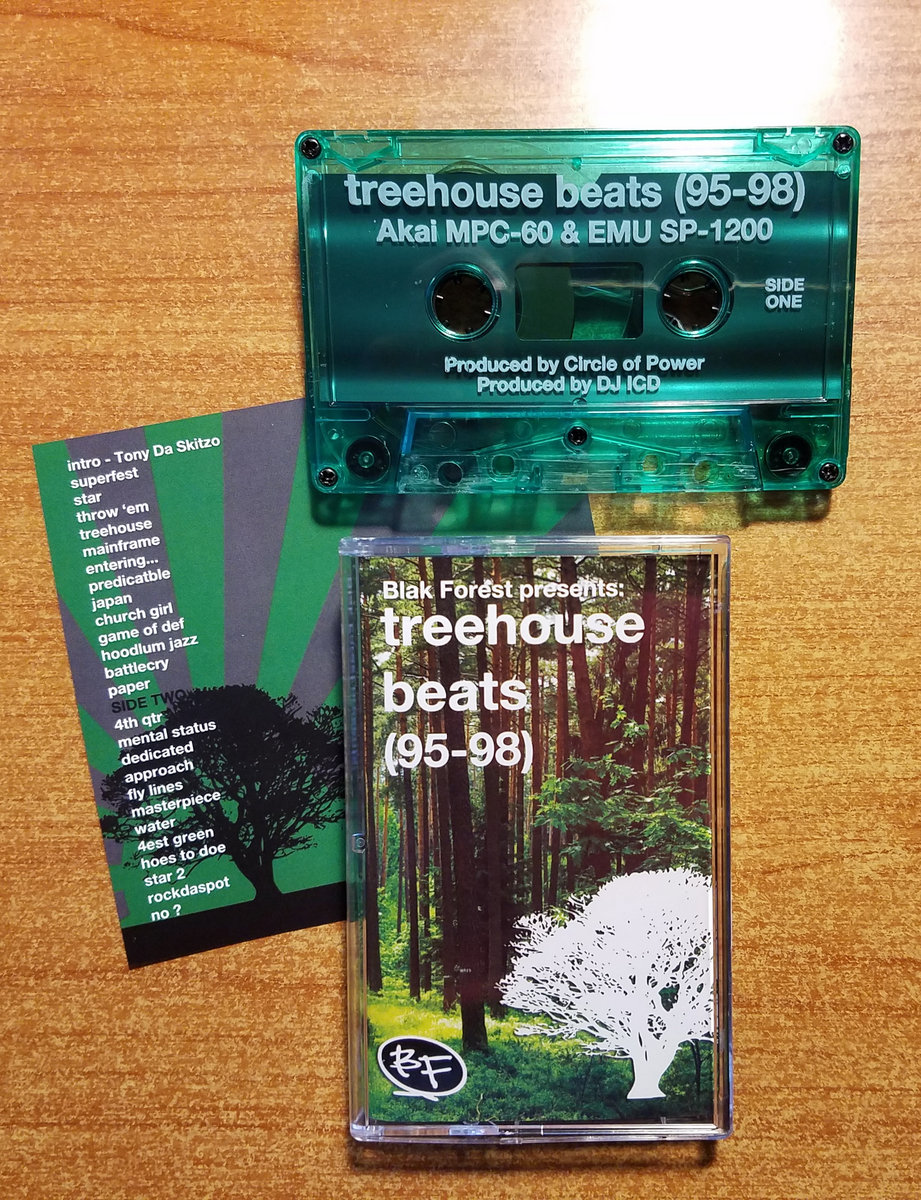 treehouse beats (95-98)
Akai MPC-60 & EMU SP-1200
SIDE
ONE
Produced by Circle of Power
Produced by DJ ICD
intro - Tony Da Skitzo
superfest
star
throw ‘em
treehouse
mainframe
entering...
predicatble
japan
church girl
game of def
hoodlum jazz
battlecry
paper
SIDE TWO
4th qtr
mental status
dedicated
approach
fly lines
masterpiece
water
4est green
hoes to doe
star 2
rockdaspot
no ?
Blak Forest presents:
treehouse
beats
(95-98)
BF